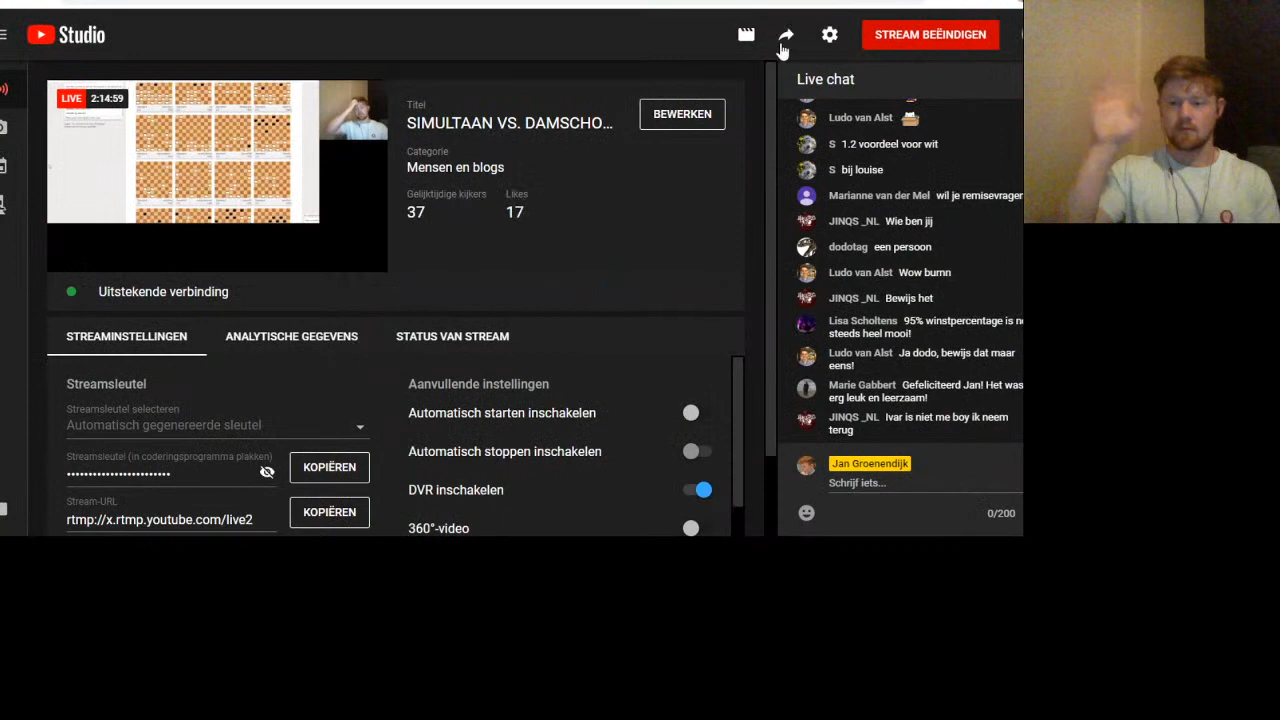 Studio
STREAM BEËINDIGEN
LIVE 2:14:59
Titel
SIMULTAAN VS. DAMSCHO...
BEWERKEN
Categorie
Mensen en blogs
Gelijktijdige kijkers Likes
37 17
Uitstekende verbinding
STREAMINSTELLINGEN ANALYTISCHE GEGEVENS STATUS VAN STREAM
Streamsleutel
Streamsleutel selecteren
Automatisch gegenereerde sleutel
Streamsleutel (in coderingsprogramma plakken)
KOPIËREN
Stream-URL
rtmp://x.rtmp.youtube.com/live2
KOPIËREN
Aanvullende instellingen
Automatisch starten inschakelen
Automatisch stoppen inschakelen
DVR inschakelen
360°-video
Live chat
Ludo van Alst
S 1.2 voordeel voor wit
S bij louise
Marianne van der Mel wil je remisevrager
JINQS_NL Wie ben jij
dodotag een persoon
Ludo van Alst Wow burnn
JINQS_NL Bewijs het
Lisa Scholtens 95% winstpercentage is
steeds heel mooi!
Ludo van Alst Ja dodo, bewijs dat maar
eens!
Marie Gabbert Gefeliciteerd Jan! Het was
erg leuk en leerzaam!
JINQS_NL Ivar is niet me boy ik neem
terug
Jan Groenendijk
Schrijf iets...
0/200